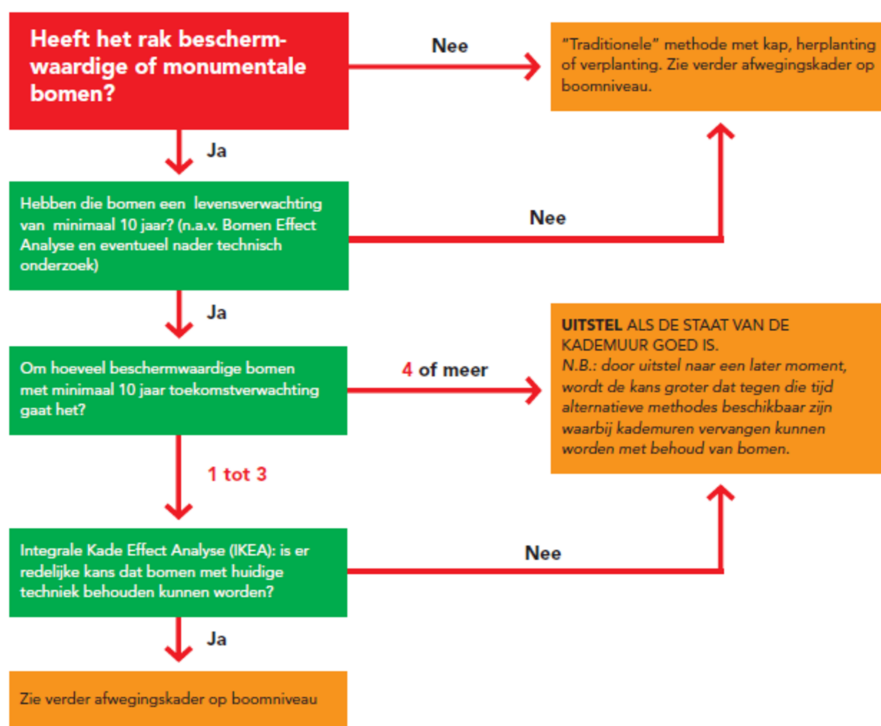 Heeft het rak bescherm-
waardige of monumentale
bomen?
Nee
“Traditionele” methode met kap, herplanting
of verplanting. Zie verder afwegingskader op
boomniveau.
Ja
Hebben die bomen een levensverwachting
van minimaal 10 jaar? (n.a.v. Bomen Effect
Analyse en eventueel nader technisch
onderzoek)
Nee
Ja
Om hoeveel beschermwaardige bomen
met minimaal 10 jaar toekomstverwachting
gaat het?
4 of meer
UITSTEL ALS DE STAAT VAN DE
KADEMUUR GOED IS.
N.B.: door uitstel naar een later moment,
wordt de kans groter dat tegen die tijd
alternatieve methodes beschikbaar zijn
waarbij kademuren vervangen kunnen
worden met behoud van bomen.
1 tot 3
Integrale Kade Effect Analyse (IKEA): is er
redelijke kans dat bomen met huidige
techniek behouden kunnen worden?
Nee
Ja
Zie verder afwegingskader op boomniveau